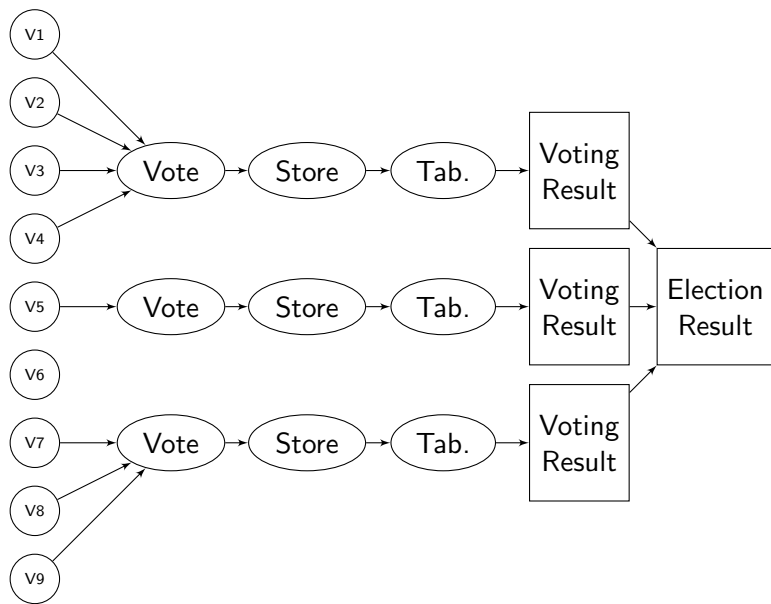 V1
V2
V3
V4
V5
V6
V7
V8
V9
Vote
Store
Tab.
Voting
Result
Vote
Store
Tab.
Voting
Result
Vote
Store
Tab.
Voting
Result
Election
Result